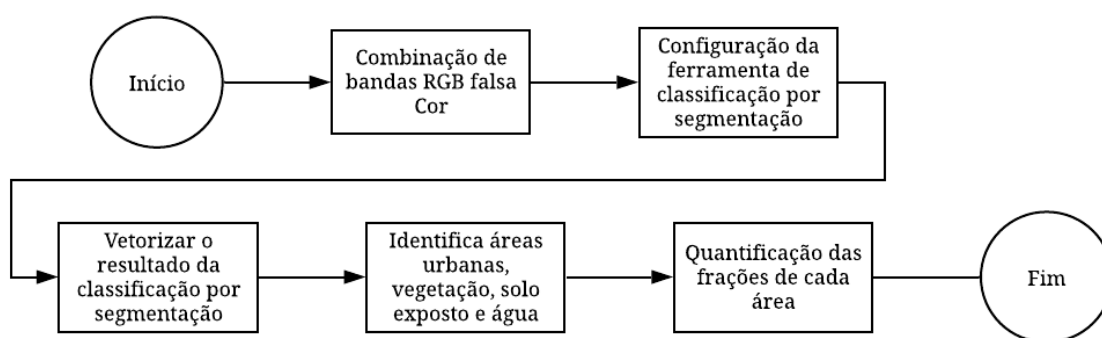 Início
Combinação de
bandas RGB falsa
Cor
Configuração da
ferramenta de
classificação por
segmentação
Vetorizar o
resultado da
classificação por
segmentação
Identifica áreas
urbanas,
vegetação, solo
exposto e água
Quantificação das
frações de cada
área
Fim